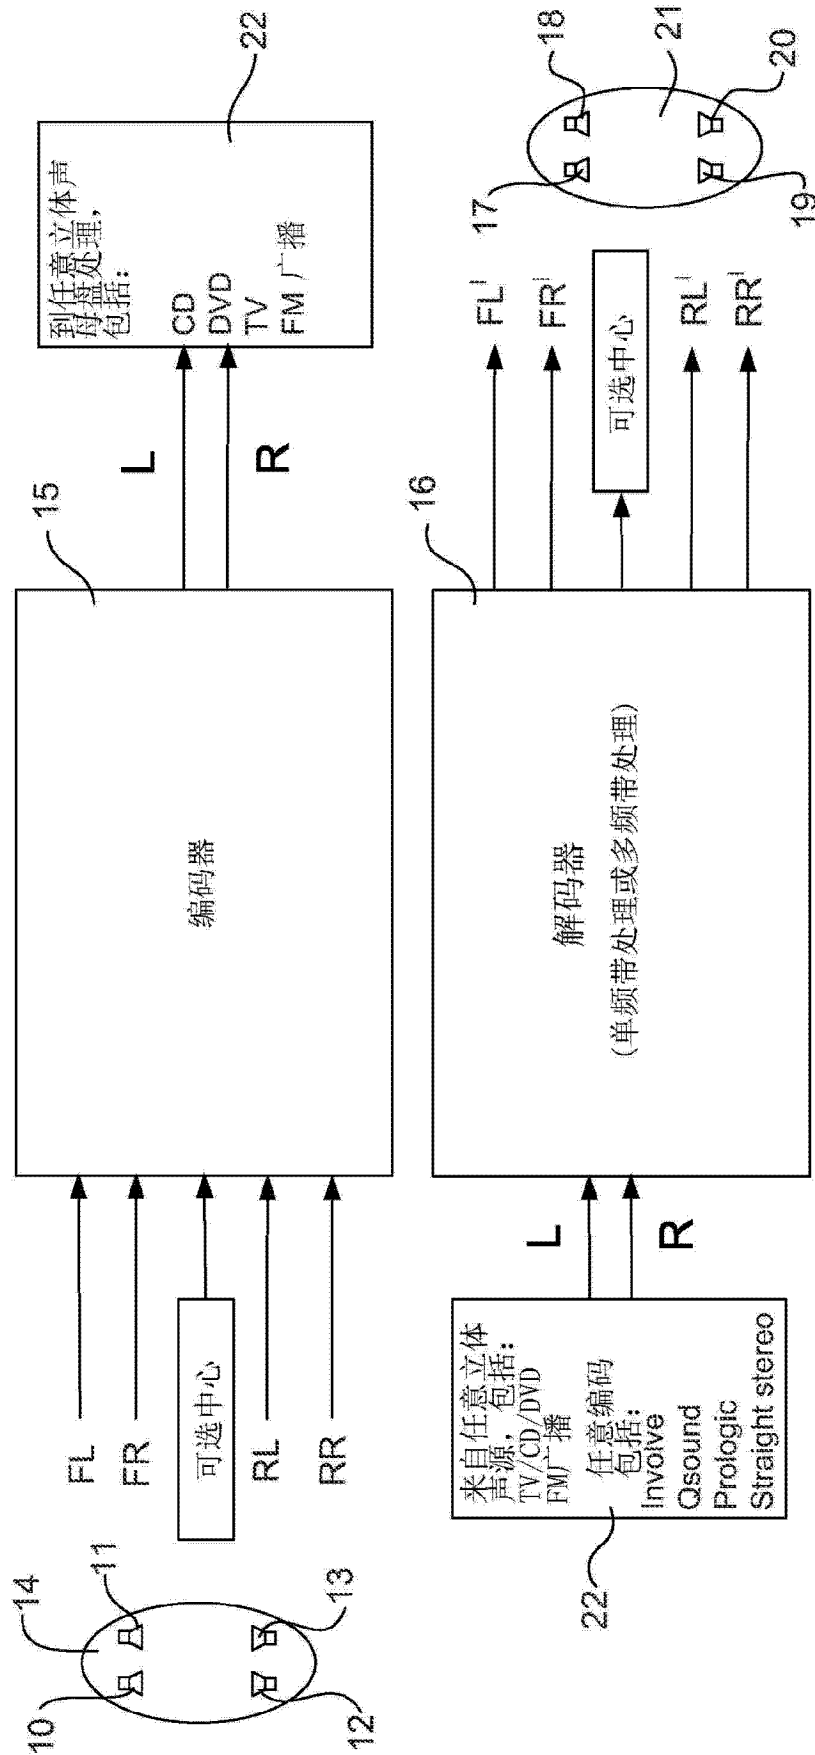 14
10
11
12
13
FL
FR
可选中心
RL
RR
编码器
15
L
R
到任意立体声
母盘处理,
包括:
CD
DVD
TV
FM 广播
22
来自任意立体
声源, 包括:
TV/CD/DVD
FM广播
任意编码
包括:
Involve
Qsound
Prologic
Straight stereo
22
L
R
解码器
(单频带处理或多频带处理)
16
FL'
FR'
可选中心
RL'
RR'
17
18
19
20
21